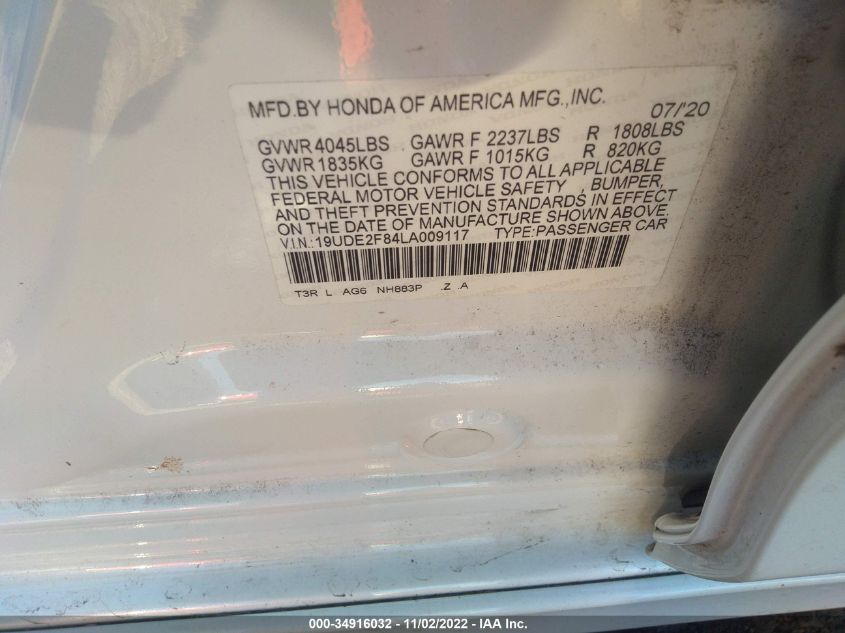 MFD.BY HONDA OF AMERICA MFG.,INC. 07/'20
GVWR 4045LBS GAWR F 2237LBS R 1808LBS
GVWR 1835KG GAWR F 1015KG R 820KG
THIS VEHICLE CONFORMS TO ALL APPLICABLE
FEDERAL MOTOR VEHICLE SAFETY , BUMPER,
AND THEFT PREVENTION STANDARDS IN EFFECT
ON THE DATE OF MANUFACTURE SHOWN ABOVE.
V.I.N.:19UDE2F84LA009117 TYPE:PASSENGER CAR
T3R L AG6 NH883P .Z .A
000-34916032 - 11/02/2022 - IAA Inc.